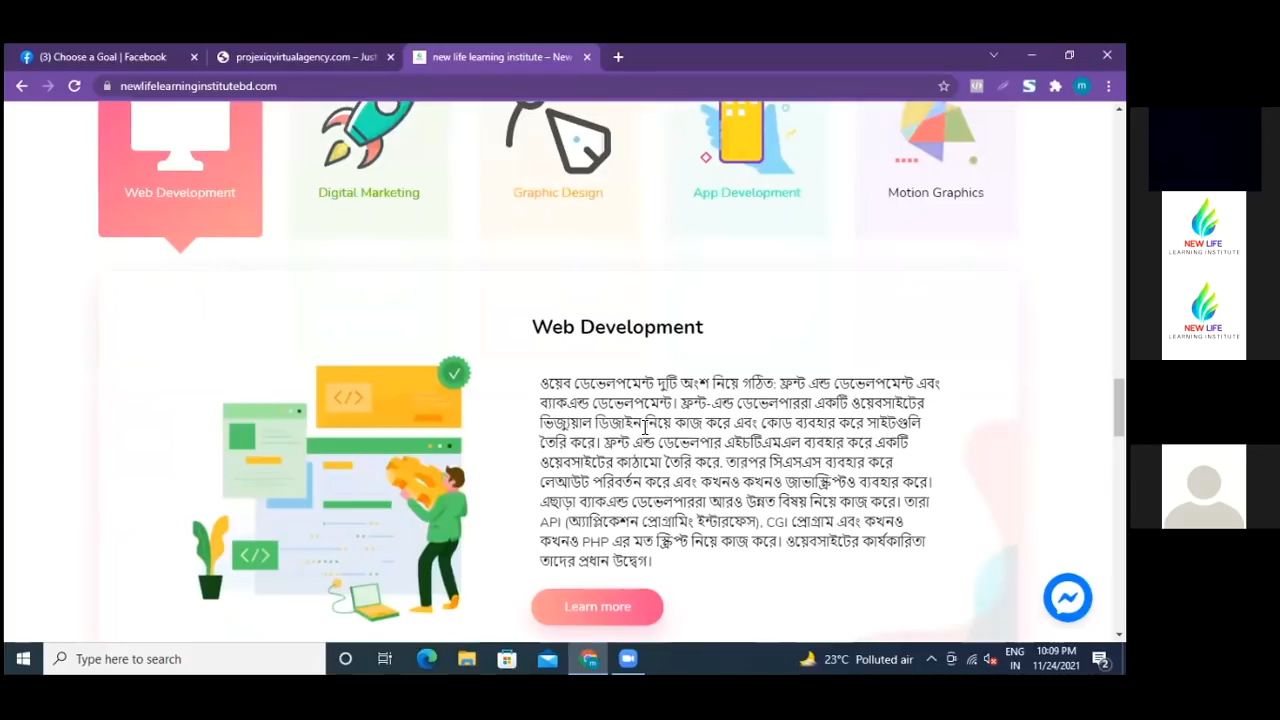 (3) Choose a Goal | Facebook
projexiqvirtualagency.com – Just
new life learning institute – New
newlifelearninginstitutebd.com
Web Development
Digital Marketing
Graphic Design
App Development
Motion Graphics
Web Development
ওয়েব ডেভেলপমেন্ট দুটি অংশ নিয়ে গঠিত: ফ্রন্ট এন্ড ডেভেলপমেন্ট এবং
ব্যাকএন্ড ডেভেলপমেন্ট। ফ্রন্ট-এন্ড ডেভেলপাররা একটি ওয়েবসাইটের
ভিজ্যুয়াল ডিজাইন নিয়ে কাজ করে এবং কোড ব্যবহার করে সাইটগুলি
তৈরি করে। ফ্রন্ট এন্ড ডেভেলপার এইচটিএমএল ব্যবহার করে একটি
ওয়েবসাইটের কাঠামো তৈরি করে. তারপর সিএসএস ব্যবহার করে
লেআউট পরিবর্তন করে এবং কখনও কখনও জাভাস্ক্রিপ্টও ব্যবহার করে।
এছাড়া ব্যাকএন্ড ডেভেলপাররা আরও উন্নত বিষয় নিয়ে কাজ করে। তারা
API (অ্যাপ্লিকেশন প্রোগ্রামিং ইন্টারফেস), CGI প্রোগ্রাম এবং কখনও
কখনও PHP এর মত স্ক্রিপ্ট নিয়ে কাজ করে। ওয়েবসাইটের কার্যকারিতা
তাদের প্রধান উদ্বেগ।
Learn more
NEW LIFE
LEARNING INSTITUTE
NEW LIFE
LEARNING INSTITUTE
Type here to search
23°C Polluted air
ENG
IN
10:09 PM
11/24/2021
2